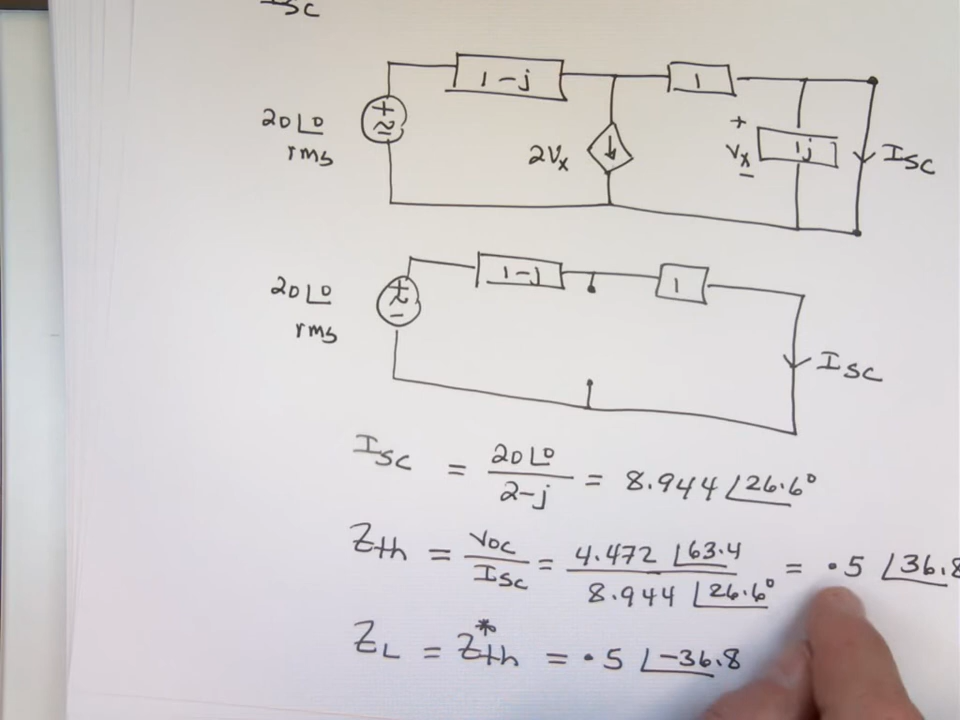 Isc
1-j
1
20∠0
rms
2Vx
+
Vx
-
1j
Isc
1-j
1
20∠0
rms
Isc
Isc = 20∠0 / 2-j = 8.944 ∠26.6°
Zth = Voc / Isc = 4.472 ∠63.4 / 8.944 ∠26.6° = .5 ∠36.8
ZL = Zth* = .5 ∠-36.8